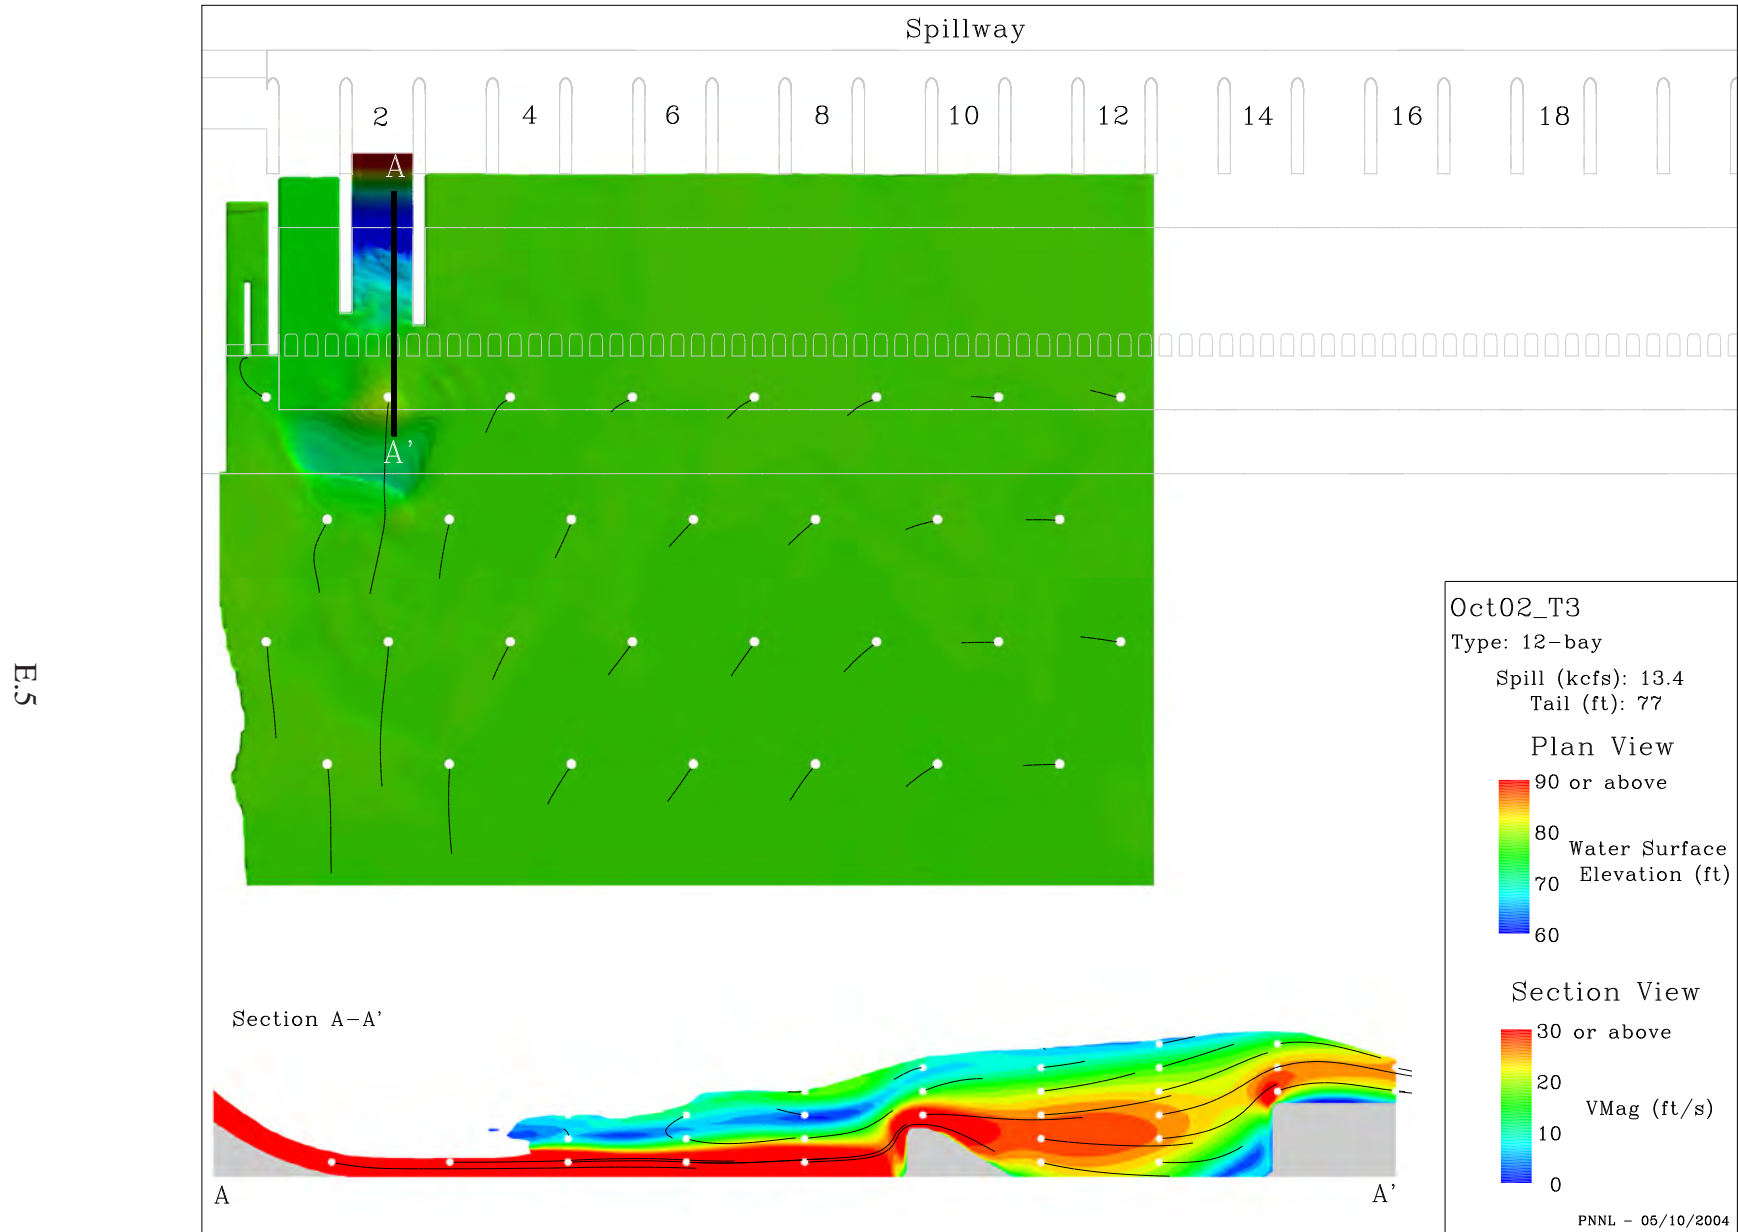 Spillway
2 4 6 8 10 12 14 16 18
A
A'
E.5
Oct02_T3
Type: 12-bay
Spill (kcfs): 13.4
Tail (ft): 77
Plan View
90 or above
80
Water Surface
Elevation (ft)
70
60
Section View
30 or above
20
VMag (ft/s)
10
0
Section A-A'
A
A'
PNNL - 05/10/2004